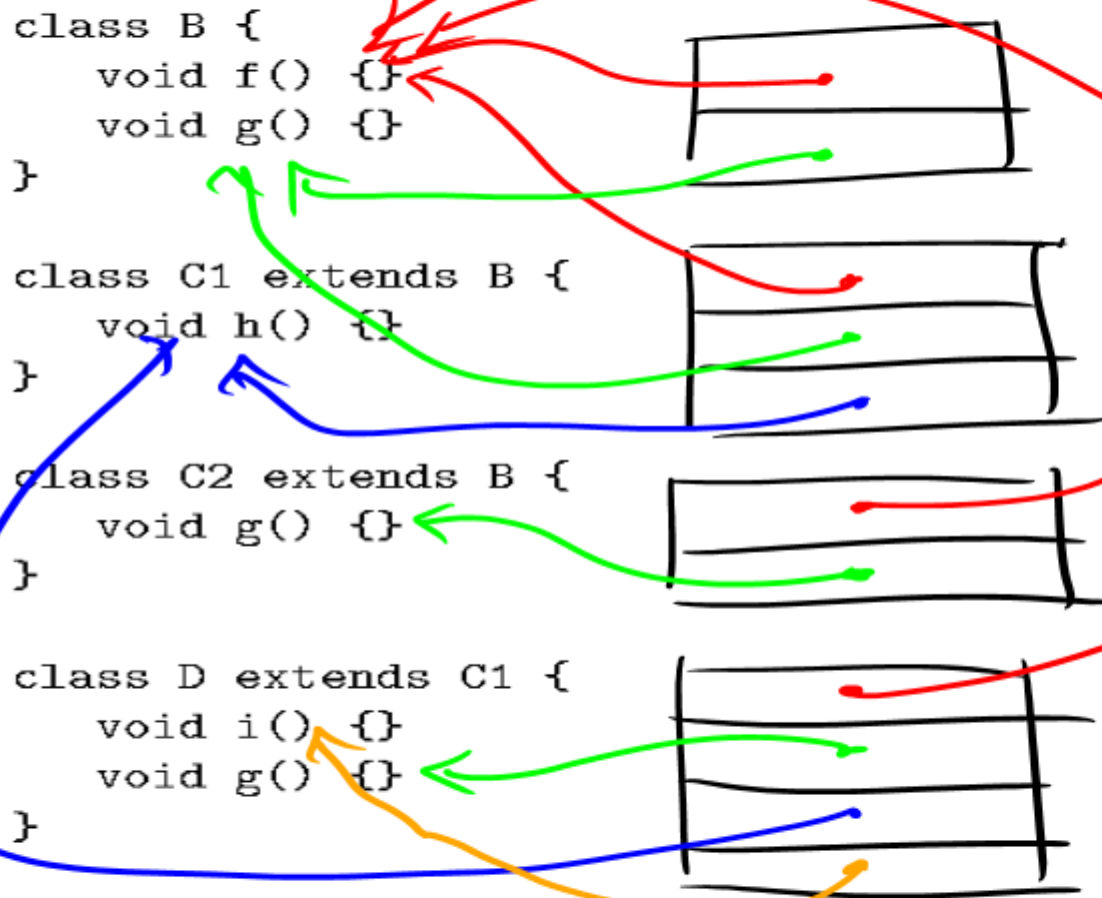 class B {
void f() {}
void g() {}
}
class C1 extends B {
void h() {}
}
class C2 extends B {
void g() {}
}
class D extends C1 {
void i() {}
void g() {}
}